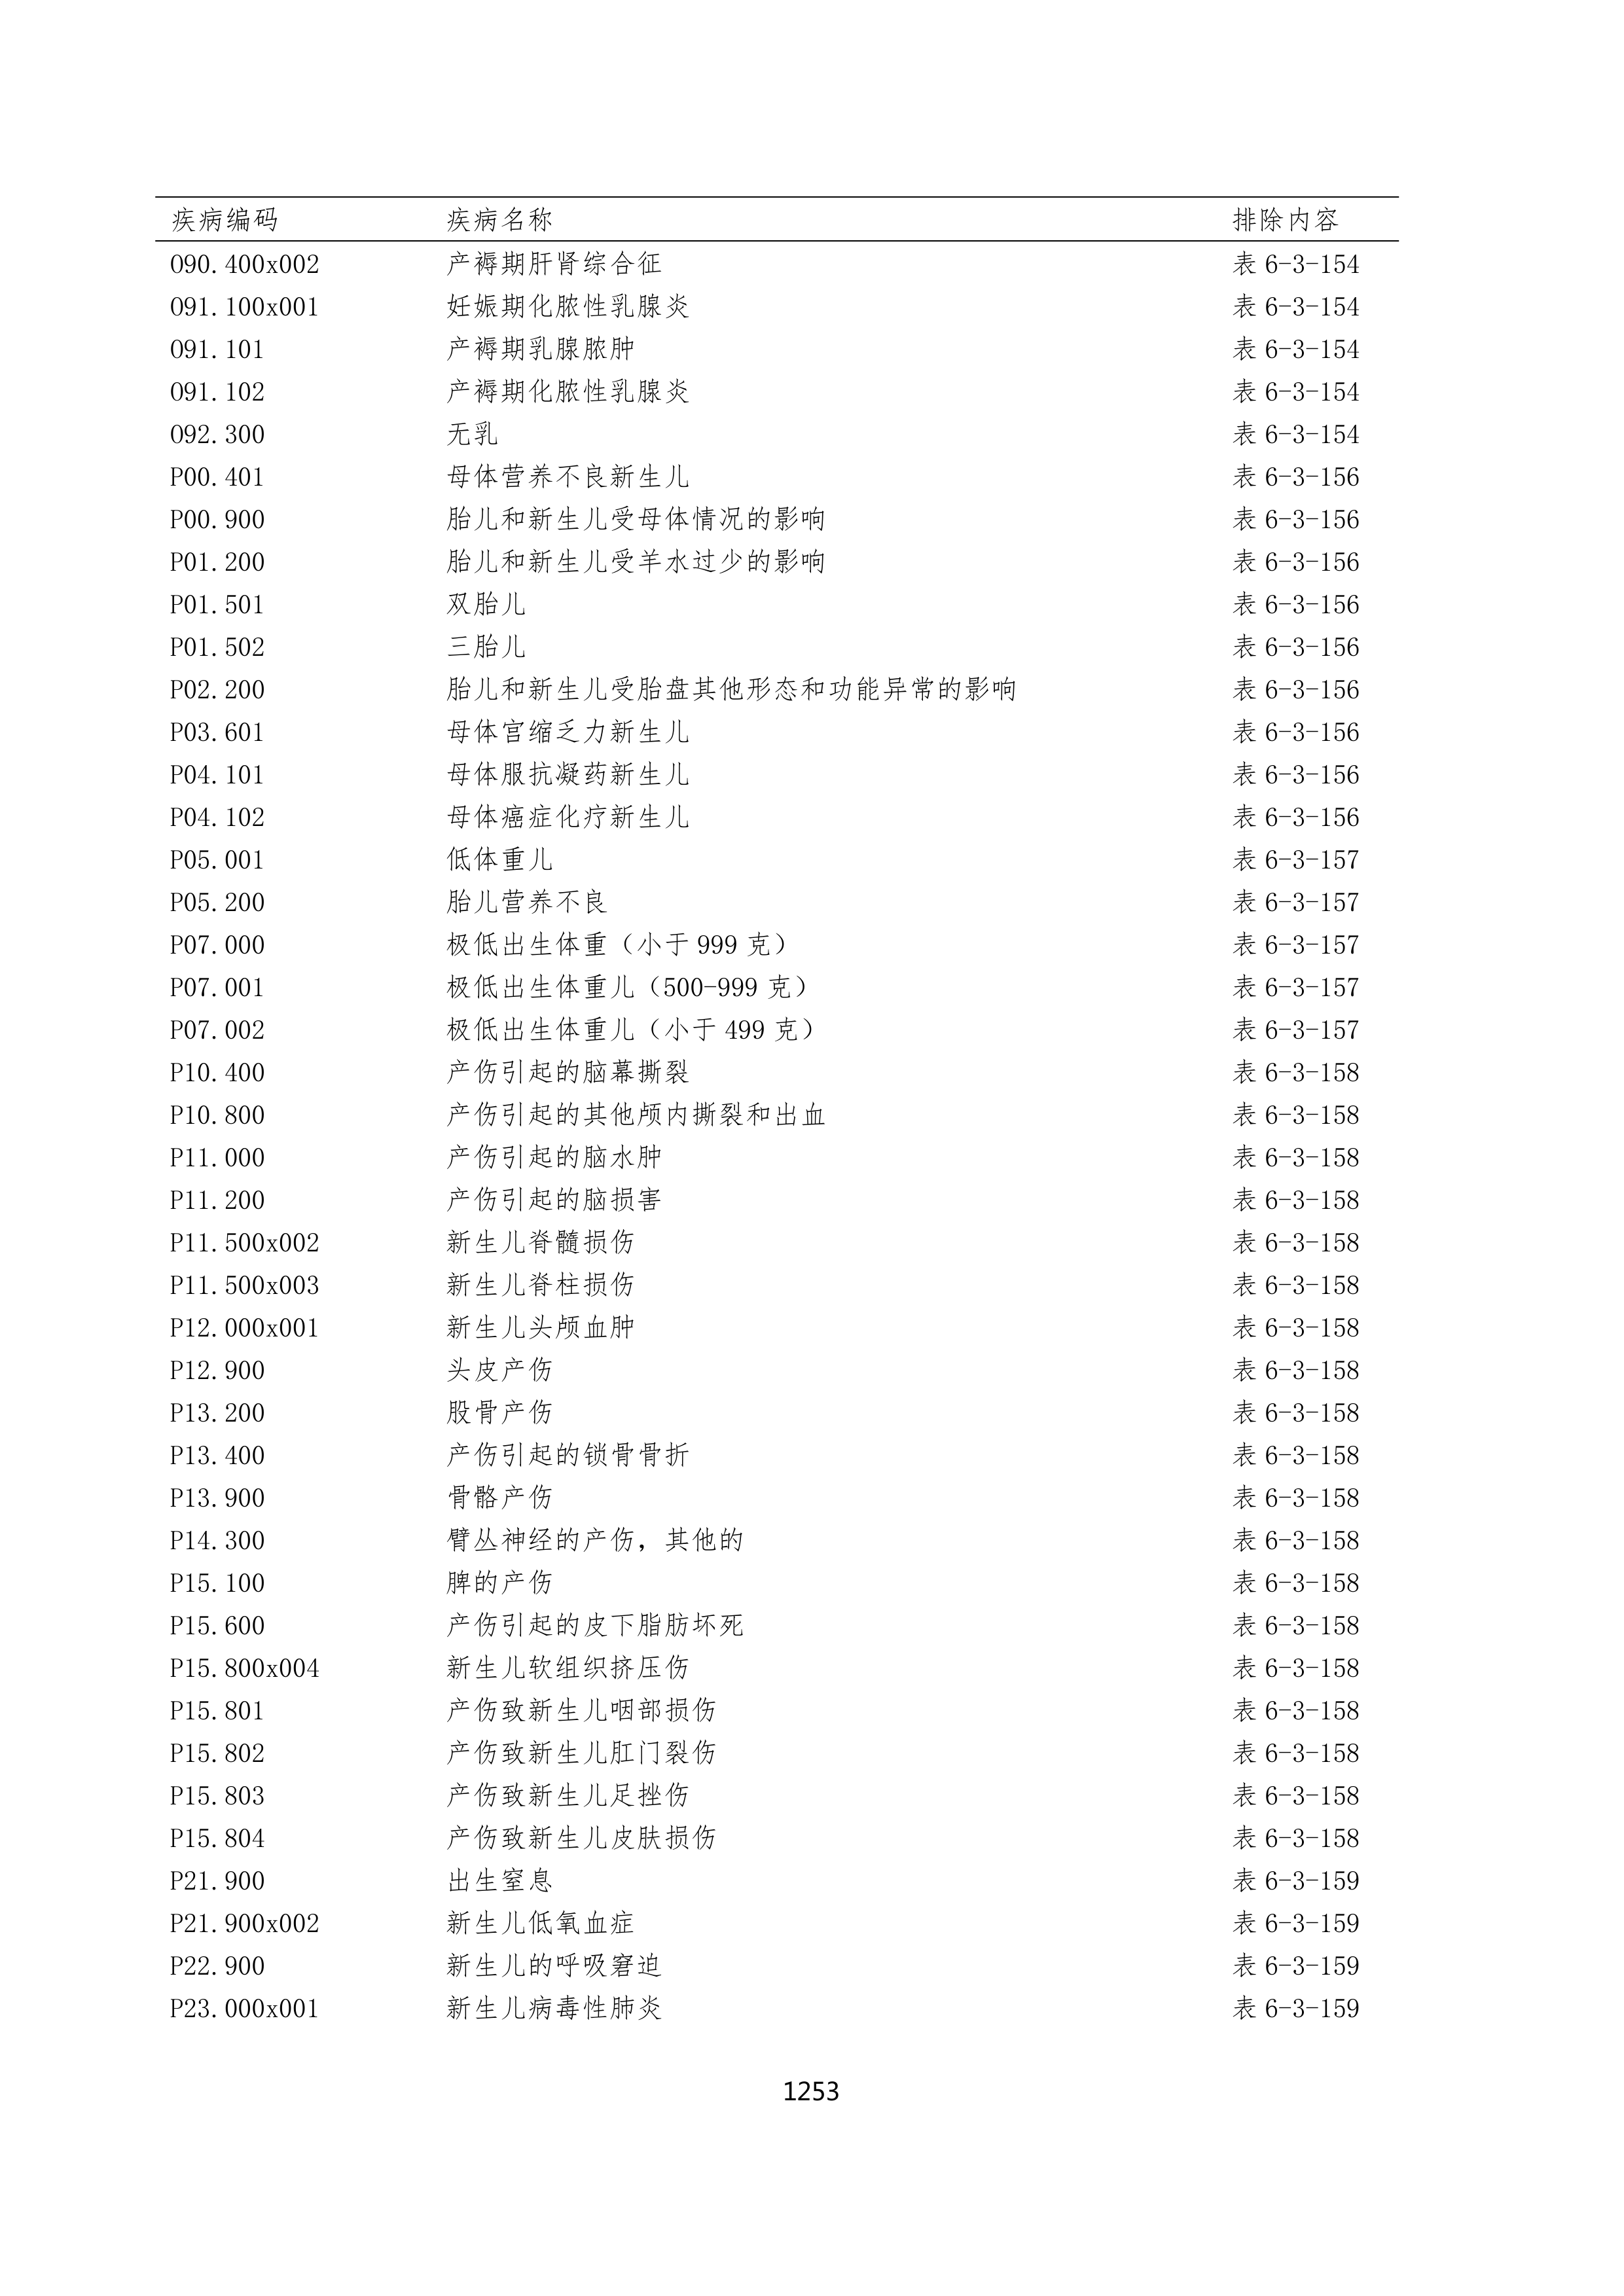 疾病编码 疾病名称 排除内容
O90.400x002 产褥期肝肾综合征 表 6-3-154
O91.100x001 妊娠期化脓性乳腺炎 表 6-3-154
O91.101 产褥期乳腺脓肿 表 6-3-154
O91.102 产褥期化脓性乳腺炎 表 6-3-154
O92.300 无乳 表 6-3-154
P00.401 母体营养不良新生儿 表 6-3-156
P00.900 胎儿和新生儿受母体情况的影响 表 6-3-156
P01.200 胎儿和新生儿受羊水过少的影响 表 6-3-156
P01.501 双胎儿 表 6-3-156
P01.502 三胎儿 表 6-3-156
P02.200 胎儿和新生儿受胎盘其他形态和功能异常的影响 表 6-3-156
P03.601 母体宫缩乏力新生儿 表 6-3-156
P04.101 母体服抗凝药新生儿 表 6-3-156
P04.102 母体癌症化疗新生儿 表 6-3-156
P05.001 低体重儿 表 6-3-157
P05.200 胎儿营养不良 表 6-3-157
P07.000 极低出生体重（小于 999 克） 表 6-3-157
P07.001 极低出生体重儿（500-999 克） 表 6-3-157
P07.002 极低出生体重儿（小于 499 克） 表 6-3-157
P10.400 产伤引起的脑幕撕裂 表 6-3-158
P10.800 产伤引起的其他颅内撕裂和出血 表 6-3-158
P11.000 产伤引起的脑水肿 表 6-3-158
P11.200 产伤引起的脑损害 表 6-3-158
P11.500x002 新生儿脊髓损伤 表 6-3-158
P11.500x003 新生儿脊柱损伤 表 6-3-158
P12.000x001 新生儿头颅血肿 表 6-3-158
P12.900 头皮产伤 表 6-3-158
P13.200 股骨产伤 表 6-3-158
P13.400 产伤引起的锁骨骨折 表 6-3-158
P13.900 骨骼产伤 表 6-3-158
P14.300 臂丛神经的产伤，其他的 表 6-3-158
P15.100 脾的产伤 表 6-3-158
P15.600 产伤引起的皮下脂肪坏死 表 6-3-158
P15.800x004 新生儿软组织挤压伤 表 6-3-158
P15.801 产伤致新生儿咽部损伤 表 6-3-158
P15.802 产伤致新生儿肛门裂伤 表 6-3-158
P15.803 产伤致新生儿足挫伤 表 6-3-158
P15.804 产伤致新生儿皮肤损伤 表 6-3-158
P21.900 出生窒息 表 6-3-159
P21.900x002 新生儿低氧血症 表 6-3-159
P22.900 新生儿的呼吸窘迫 表 6-3-159
P23.000x001 新生儿病毒性肺炎 表 6-3-159
1253